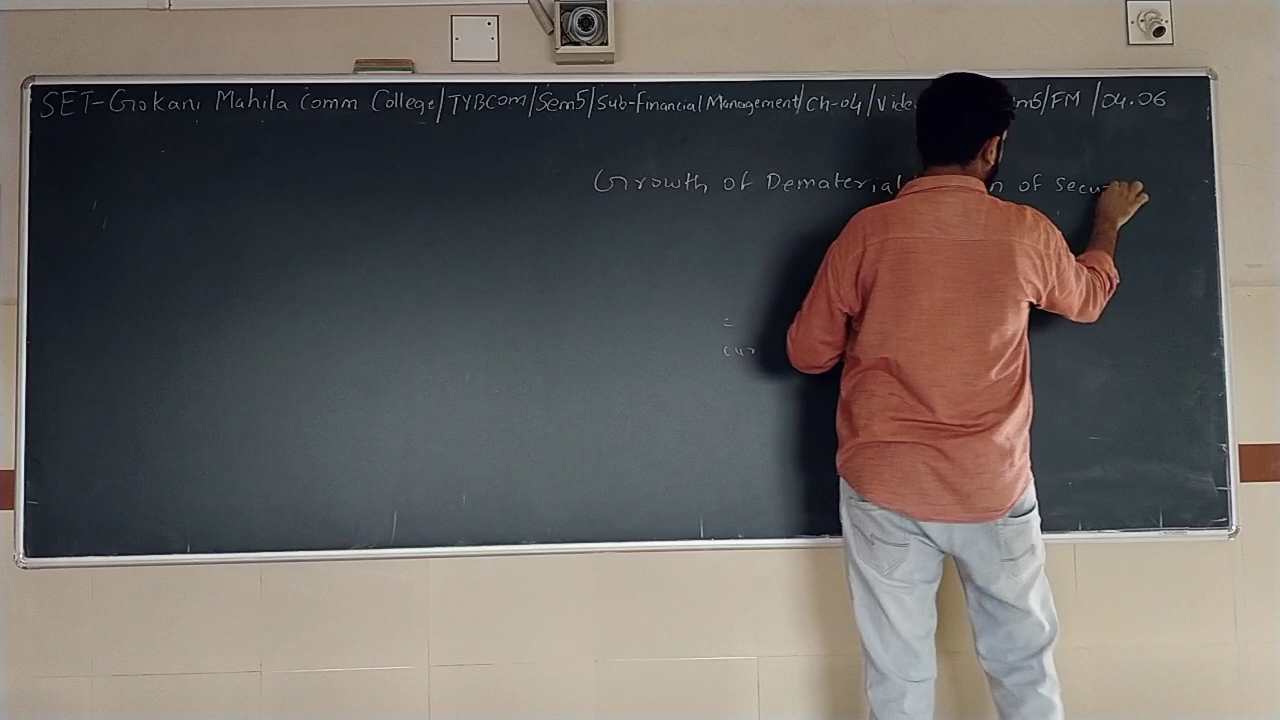 SET-Gokani Mahila Comm College/TYBCOM/Sem5/Sub-Financial Management/Ch-04/Vide m5/FM /04.06
Growth of Dematerial n of Secu
cur